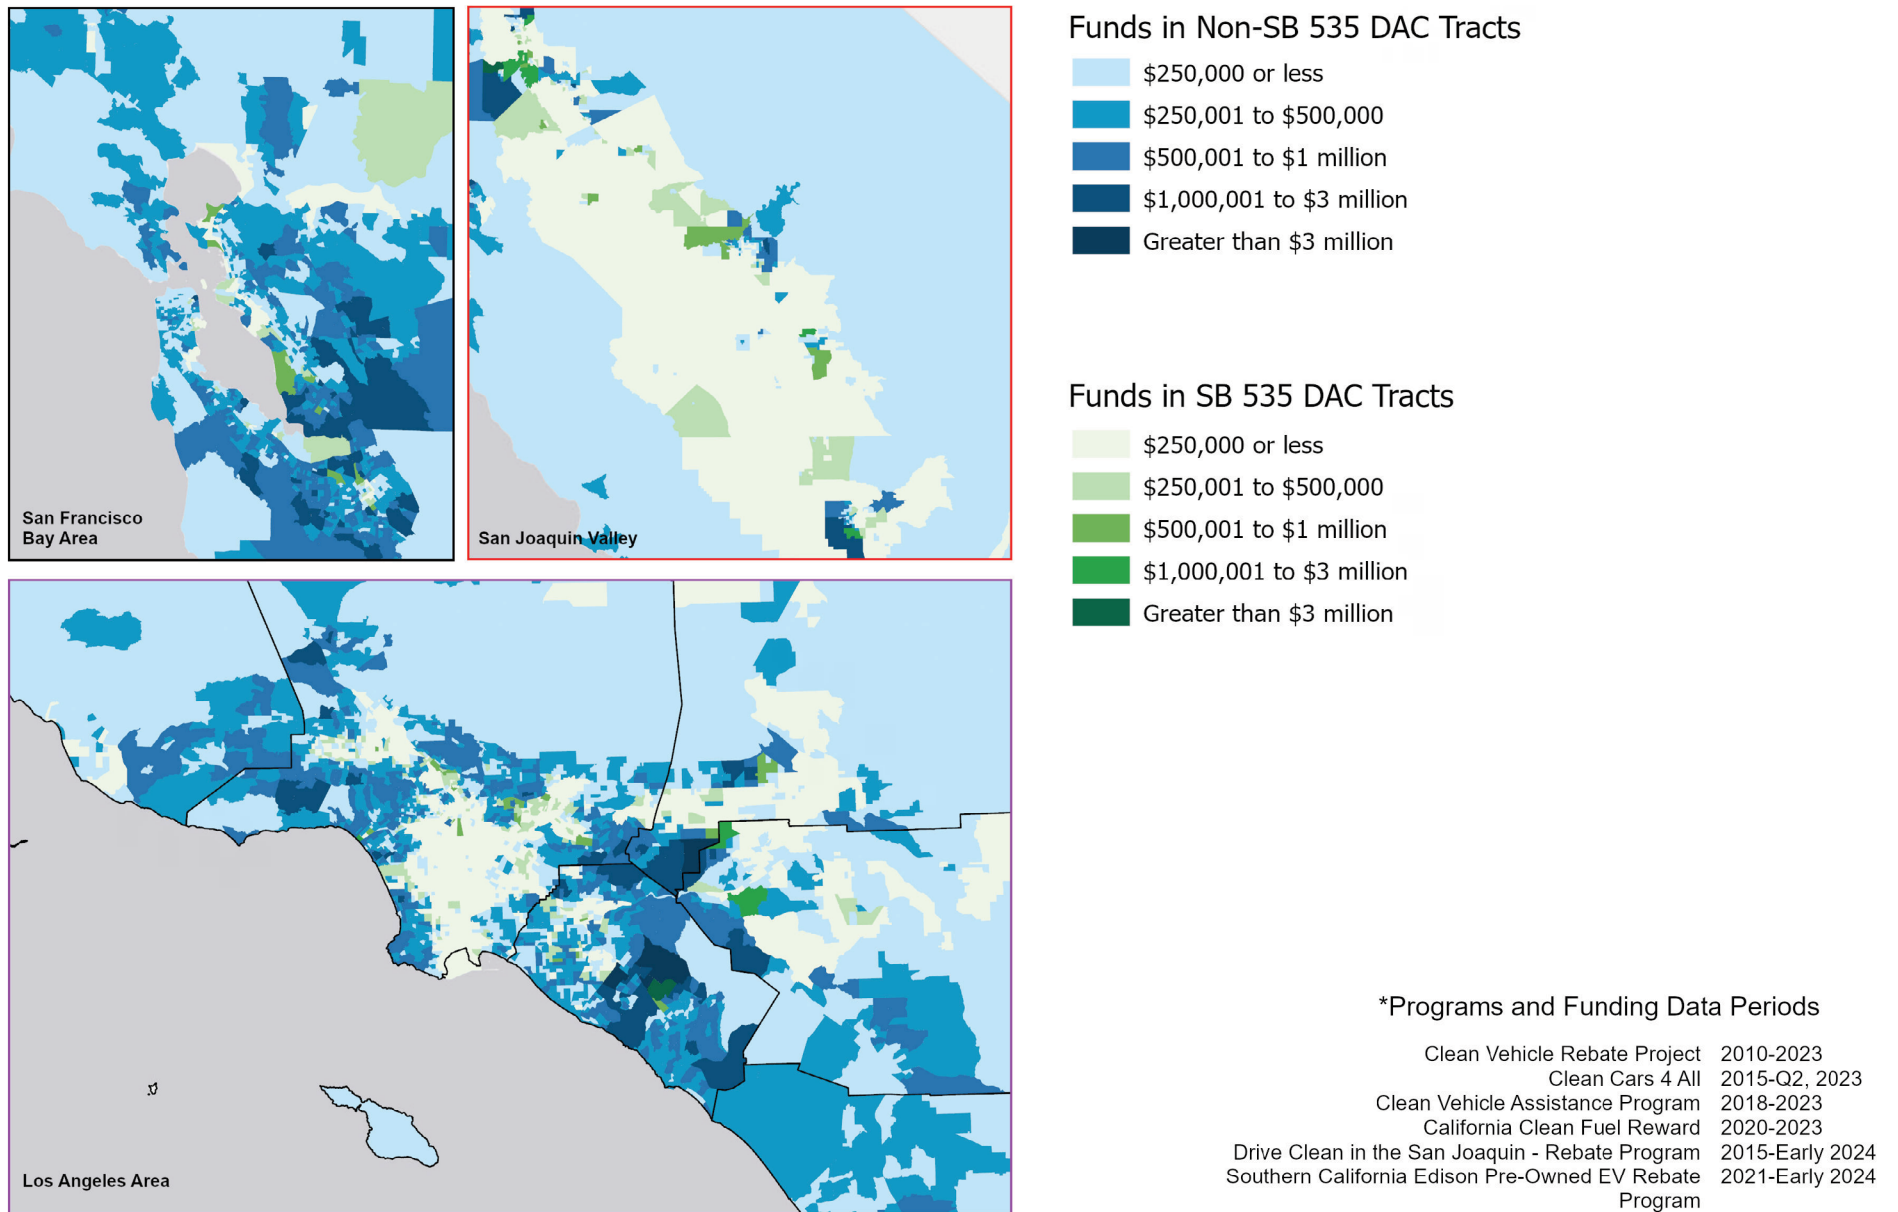 San Francisco
Bay Area
San Joaquin Valley
Los Angeles Area
Funds in Non-SB 535 DAC Tracts
$250,000 or less
$250,001 to $500,000
$500,001 to $1 million
$1,000,001 to $3 million
Greater than $3 million
Funds in SB 535 DAC Tracts
$250,000 or less
$250,001 to $500,000
$500,001 to $1 million
$1,000,001 to $3 million
Greater than $3 million
*Programs and Funding Data Periods
Clean Vehicle Rebate Project 2010-2023
Clean Cars 4 All 2015-Q2, 2023
Clean Vehicle Assistance Program 2018-2023
California Clean Fuel Reward 2020-2023
Drive Clean in the San Joaquin - Rebate Program 2015-Early 2024
Southern California Edison Pre-Owned EV Rebate 2021-Early 2024
Program